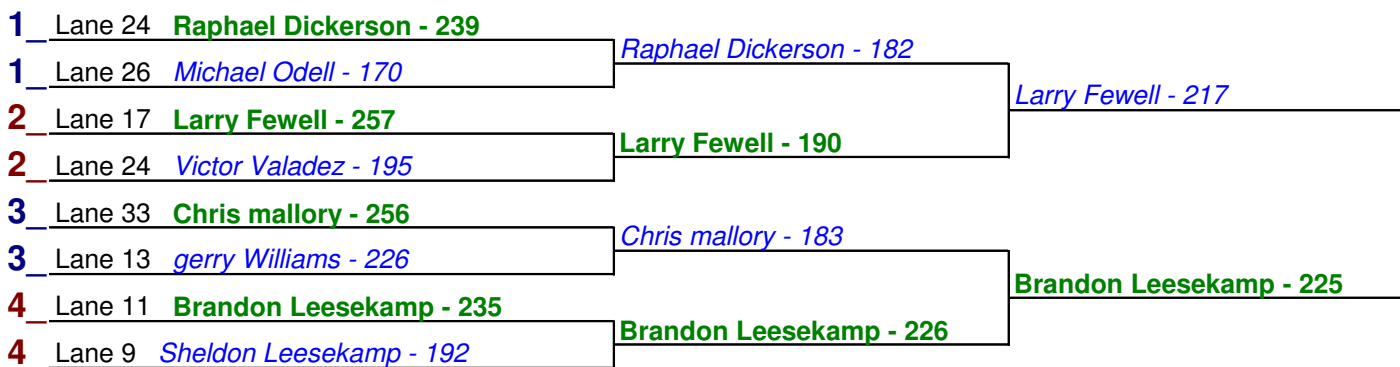 1_ Lane 24 Raphael Dickerson - 239
Raphael Dickerson - 182
1_ Lane 26 Michael Odell - 170
Larry Fewell - 217
2_ Lane 17 Larry Fewell - 257
Larry Fewell - 190
2_ Lane 24 Victor Valadez - 195
3_ Lane 33 Chris mallory - 256
Chris mallory - 183
3_ Lane 13 gerry Williams - 226
Brandon Leesekamp - 225
4_ Lane 11 Brandon Leesekamp - 235
Brandon Leesekamp - 226
4 Lane 9 Sheldon Leesekamp - 192